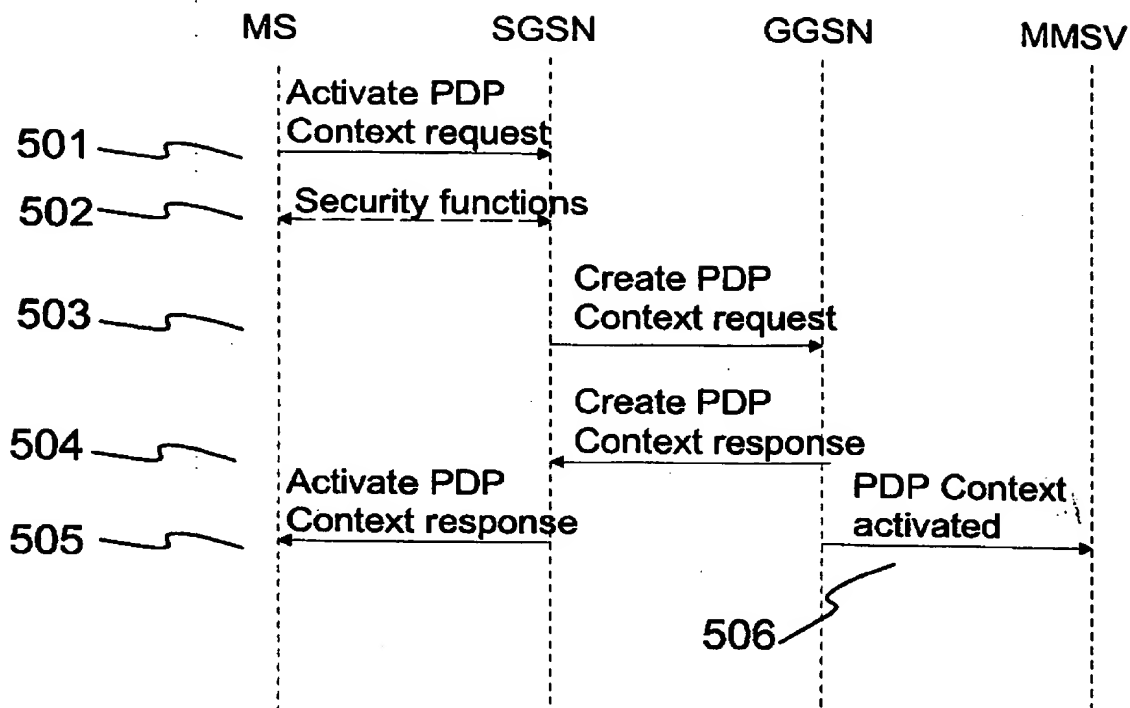 MS SGSN GGSN MMSV
Activate PDP
Context request
501
Security functions
502
Create PDP
Context request
503
Create PDP
Context response
504
Activate PDP
Context response
505
PDP Context
activated
506